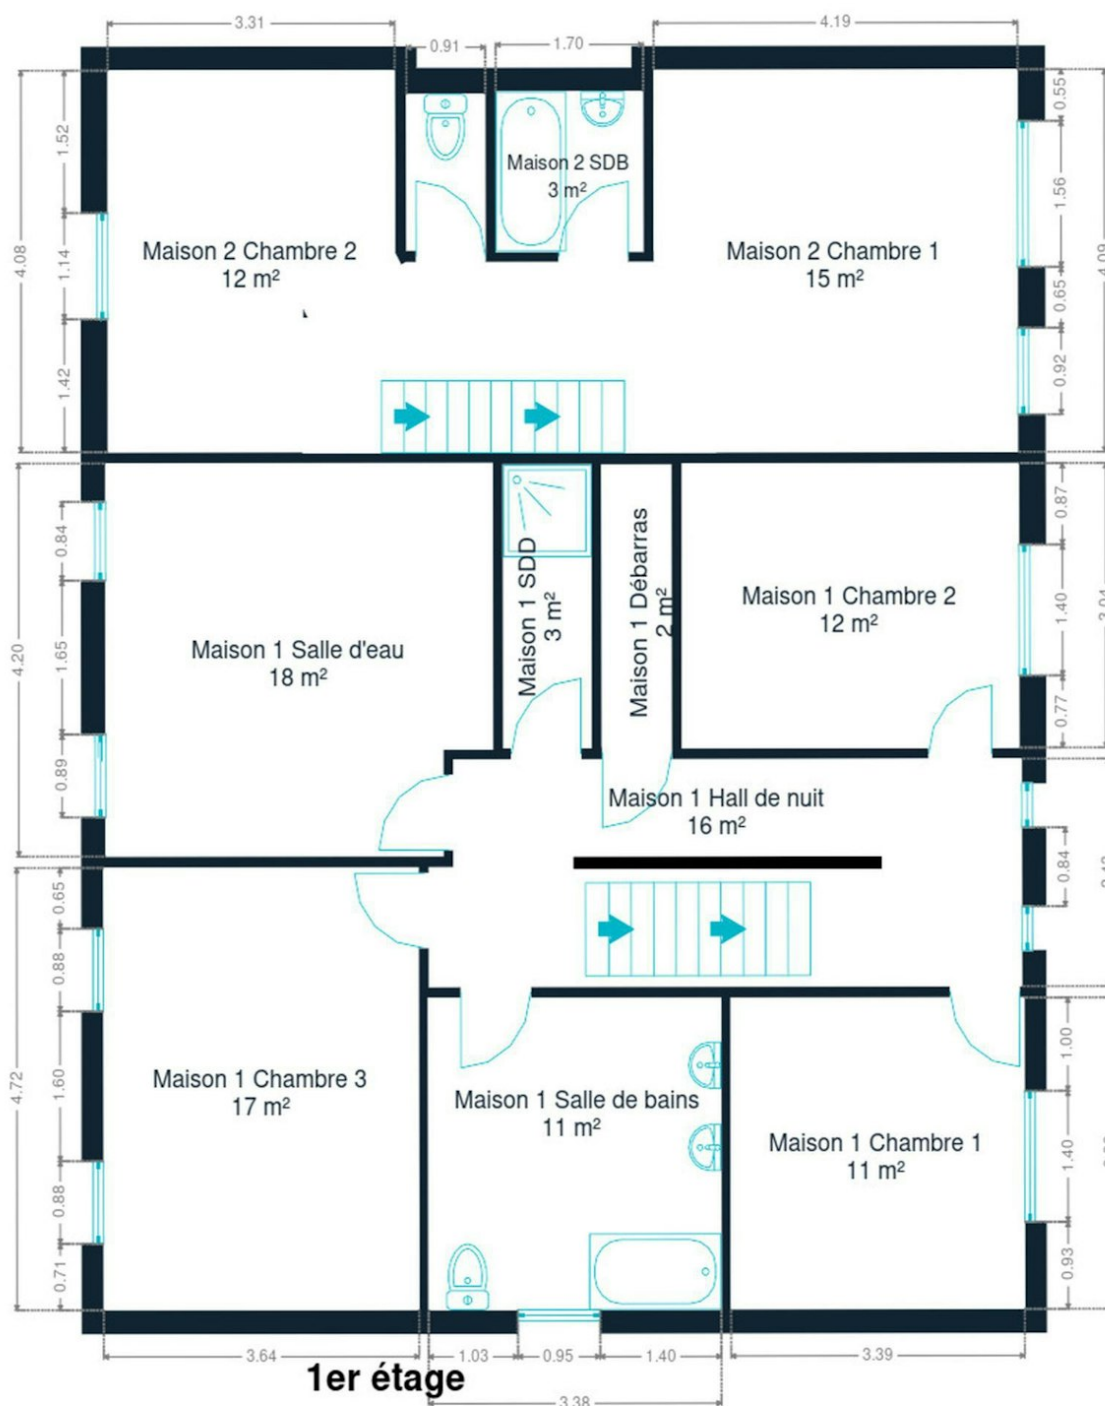 3.31
0.91
1.70
4.19
1.52
1.14
1.42
4.08
0.55
1.56
0.65
0.92
4.09
Maison 2 SDB
3 m²
Maison 2 Chambre 2
12 m²
Maison 2 Chambre 1
15 m²
0.84
1.65
0.89
4.20
Maison 1 Salle d'eau
18 m²
Maison 1 SDD
3 m²
Maison 1 Débarras
2 m²
Maison 1 Chambre 2
12 m²
0.87
1.40
0.77
Maison 1 Hall de nuit
16 m²
0.84
0.65
0.88
1.60
0.88
0.71
4.72
Maison 1 Chambre 3
17 m²
Maison 1 Salle de bains
11 m²
Maison 1 Chambre 1
11 m²
1.00
1.40
0.93
3.64
1.03
0.95
1.40
3.39
1er étage
3.38